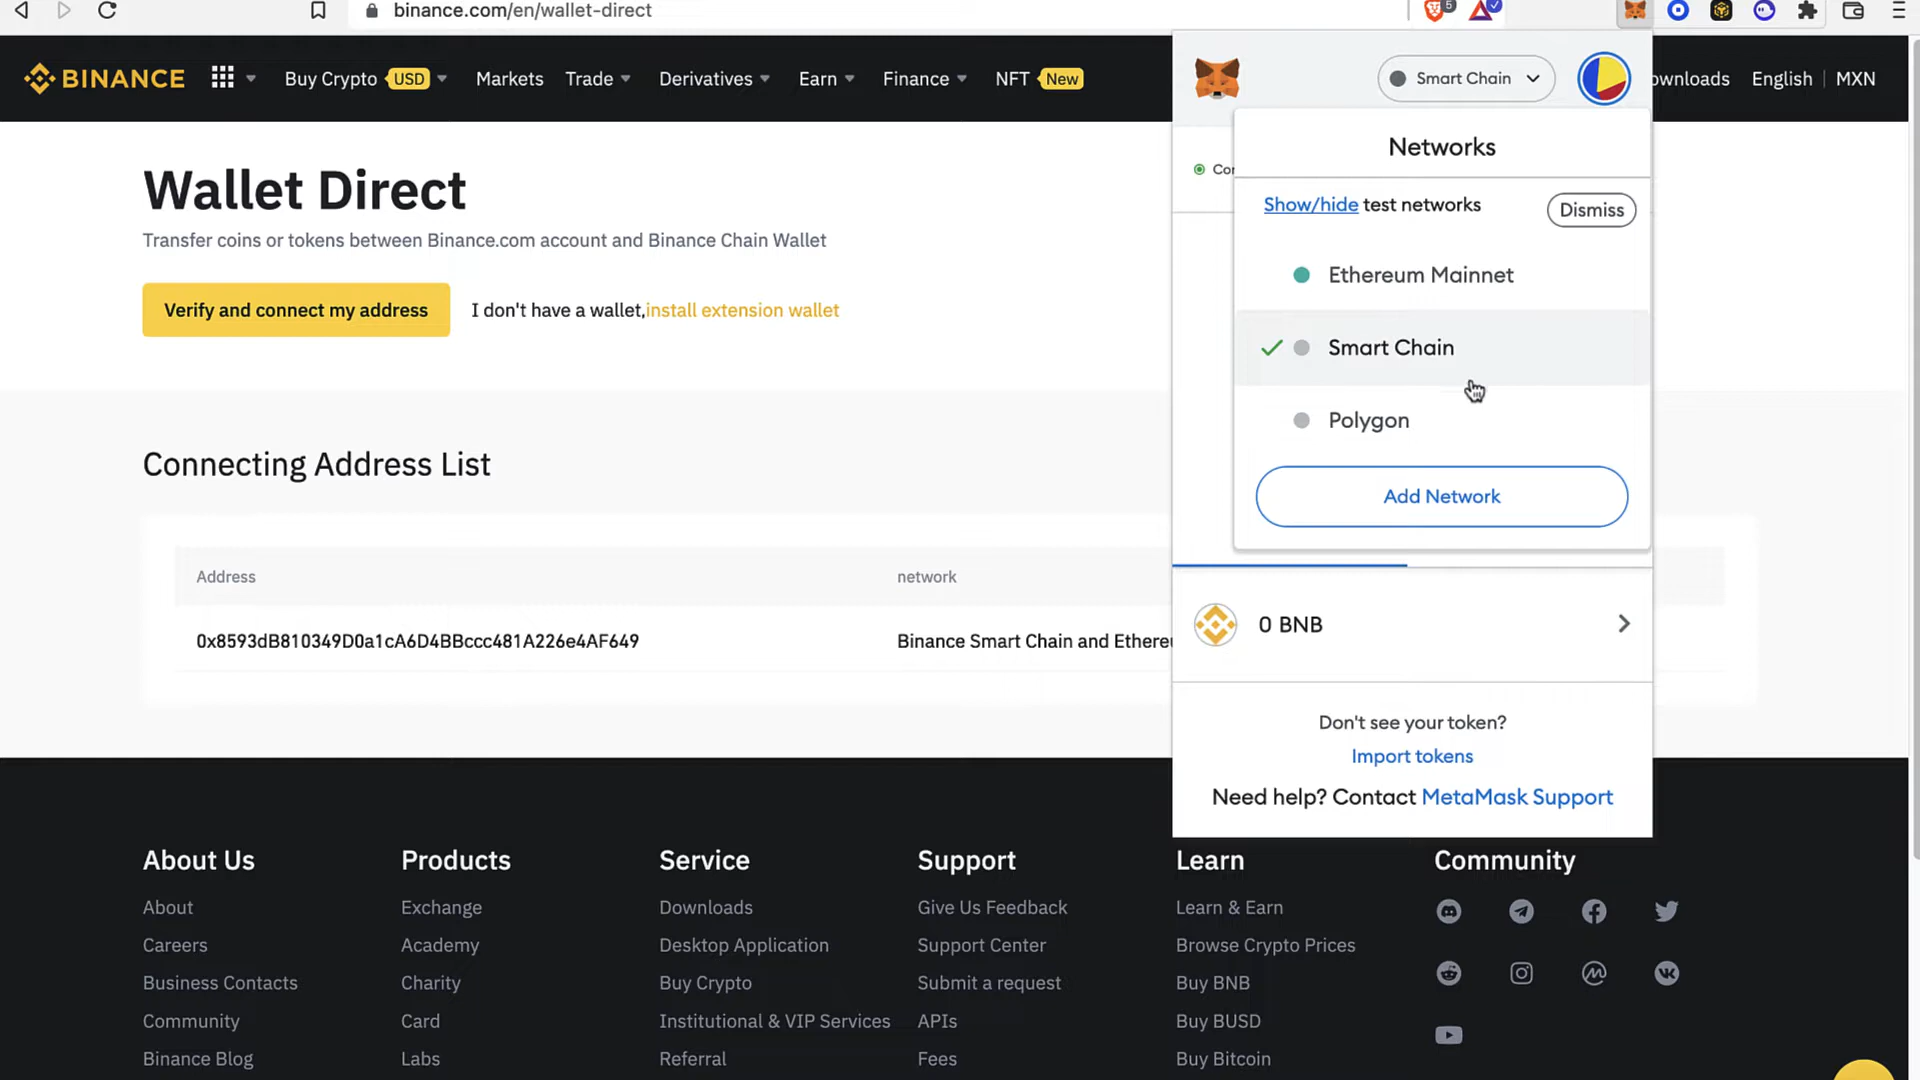 binance.com/en/wallet-direct
5
BINANCE
Buy Crypto USD
Markets
Trade
Derivatives
Earn
Finance
NFT New
Smart Chain
ownloads
English
MXN
Networks
Show/hide test networks
Dismiss
Ethereum Mainnet
Smart Chain
Polygon
Add Network
0 BNB
Don't see your token?
Import tokens
Need help? Contact MetaMask Support
Wallet Direct
Transfer coins or tokens between Binance.com account and Binance Chain Wallet
Verify and connect my address
I don't have a wallet,install extension wallet
Connecting Address List
Address
network
0x8593dB810349D0a1cA6D4BBccc481A226e4AF649
Binance Smart Chain and Ethere
About Us
About
Careers
Business Contacts
Community
Binance Blog
Products
Exchange
Academy
Charity
Card
Labs
Service
Downloads
Desktop Application
Buy Crypto
Institutional & VIP Services
Referral
Support
Give Us Feedback
Support Center
Submit a request
APIs
Fees
Learn
Learn & Earn
Browse Crypto Prices
Buy BNB
Buy BUSD
Buy Bitcoin
Community